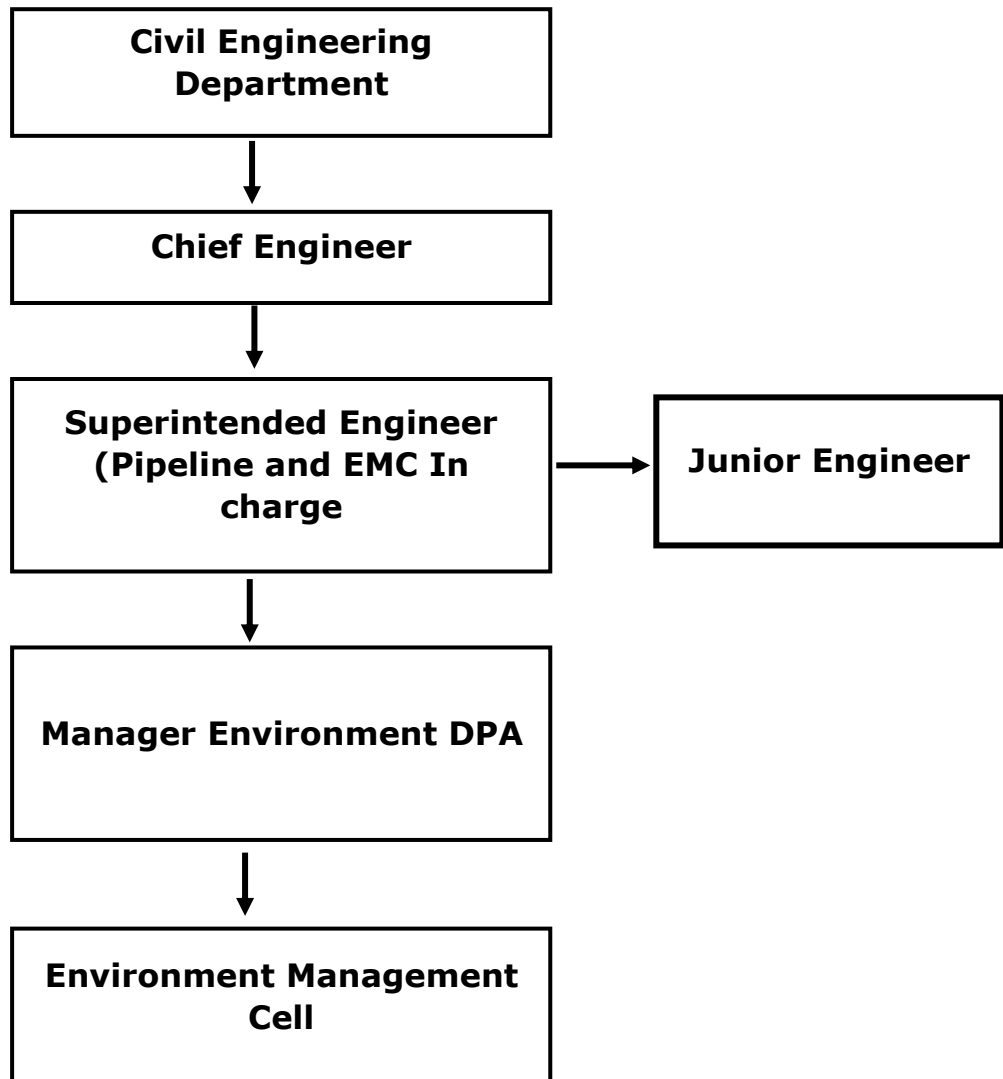 Civil Engineering
Department
Chief Engineer
Superintended Engineer
(Pipeline and EMC In
charge
Junior Engineer
Manager Environment DPA
Environment Management
Cell